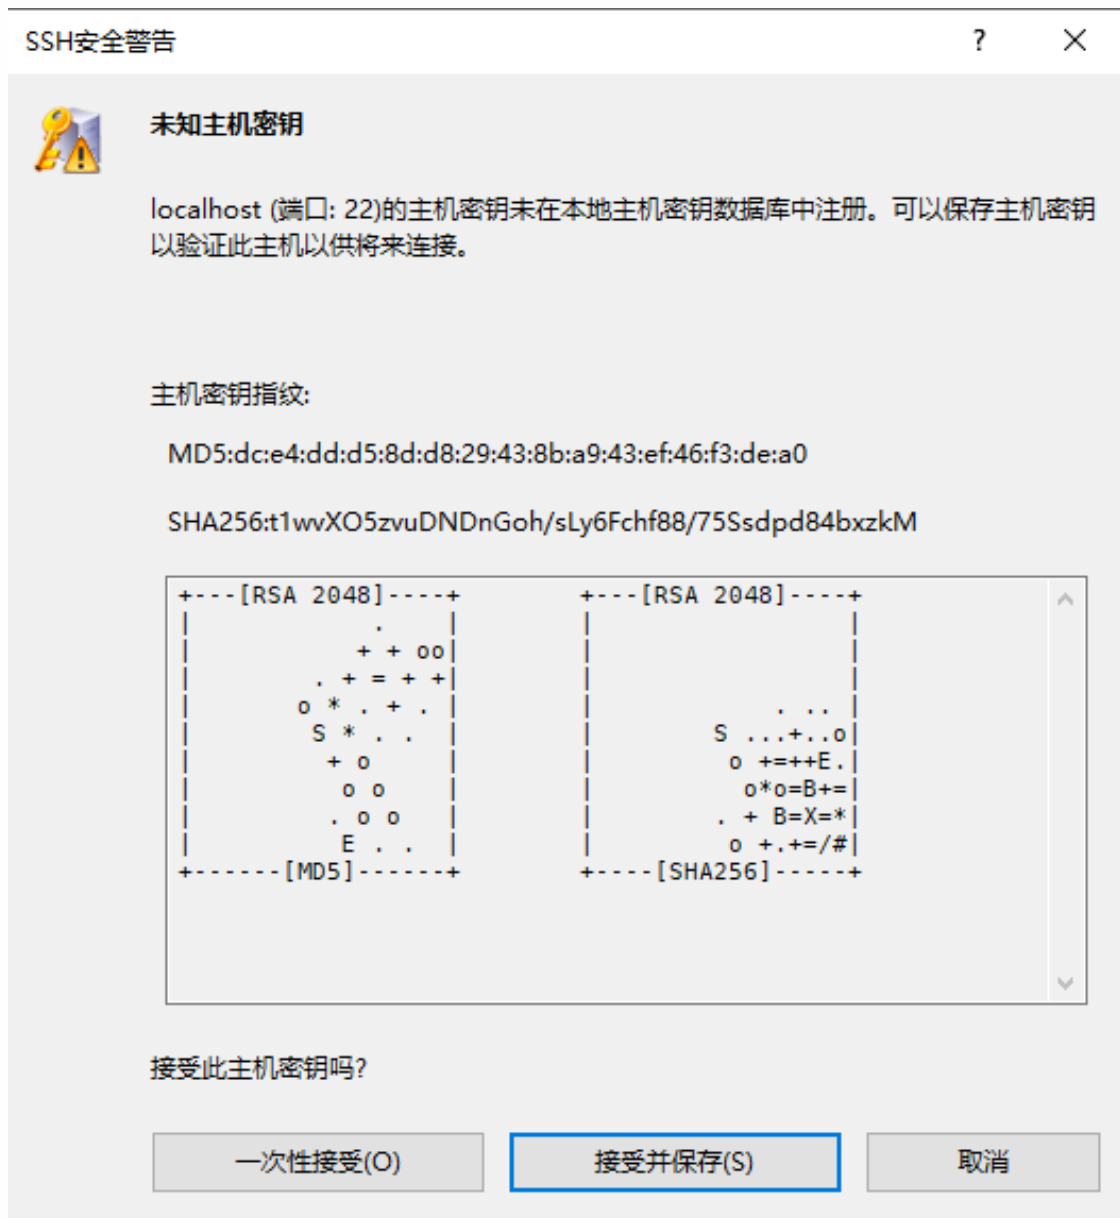 SSH安全警告
未知主机密钥
localhost (端口: 22)的主机密钥未在本地主机密钥数据库中注册。可以保存主机密钥
以验证此主机以供将来连接。
主机密钥指纹:
MD5:dc:e4:dd:d5:8d:d8:29:43:8b:a9:43:ef:46:f3:de:a0
SHA256:t1wvXO5zvuDNDnGoh/sLy6Fchf88/75Ssdpd84bxzkM
+---[RSA 2048]----+        +---[RSA 2048]----+
|            .    |        |                 |
|           + + oo|        |                 |
|        . + = + +|        |                 |
|       o * . + . |        |            . .. |
|        S * . .  |        |        S ...+..o|
|         + o     |        |         o +=++E.|
|          o o    |        |          o*o=B+=|
|         . o o   |        |        . + B=X=*|
|          E . .  |        |         o +.+=/#|
+------[MD5]------+        +----[SHA256]-----+
接受此主机密钥吗?
一次性接受(O) 接受并保存(S) 取消